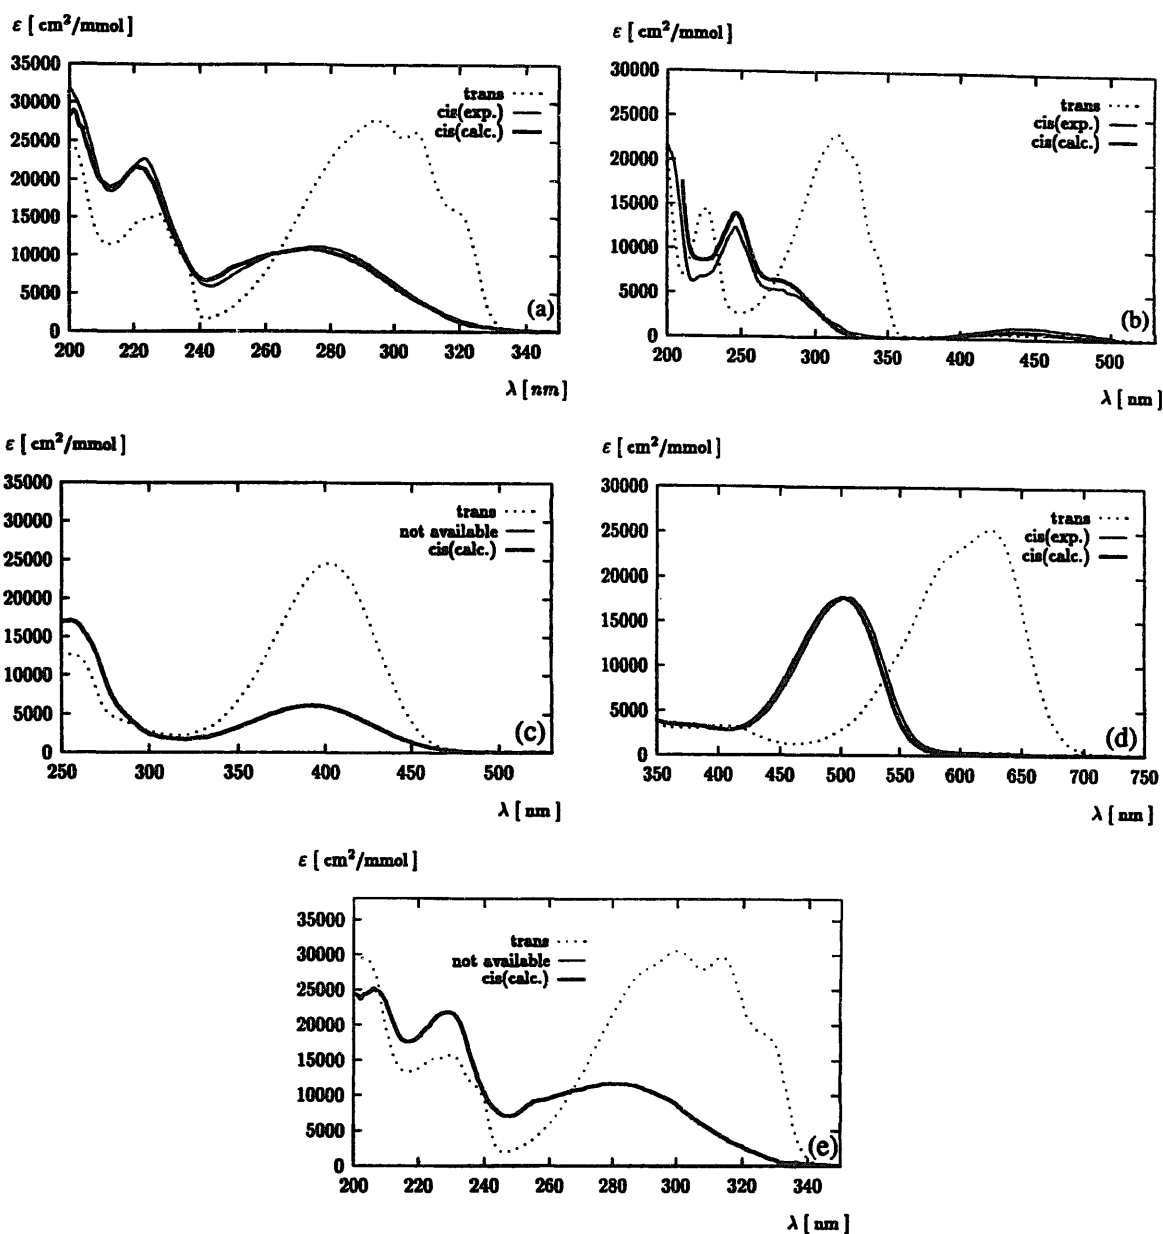 ε [ cm²/mmol ]
35000
30000
25000
20000
15000
10000
5000
0
trans
cis(exp.)
cis(calc.)
(a)
200 220 240 260 280 300 320 340
λ [ nm ]
ε [ cm²/mmol ]
30000
25000
20000
15000
10000
5000
0
trans
cis(exp.)
cis(calc.)
(b)
200 250 300 350 400 450 500
λ [ nm ]
ε [ cm²/mmol ]
35000
30000
25000
20000
15000
10000
5000
0
trans
not available
cis(calc.)
(c)
250 300 350 400 450 500
λ [ nm ]
ε [ cm²/mmol ]
30000
25000
20000
15000
10000
5000
0
trans
cis(exp.)
cis(calc.)
(d)
350 400 450 500 550 600 650 700 750
λ [ nm ]
ε [ cm²/mmol ]
35000
30000
25000
20000
15000
10000
5000
0
trans
not available
cis(calc.)
(e)
200 220 240 260 280 300 320 340
λ [ nm ]